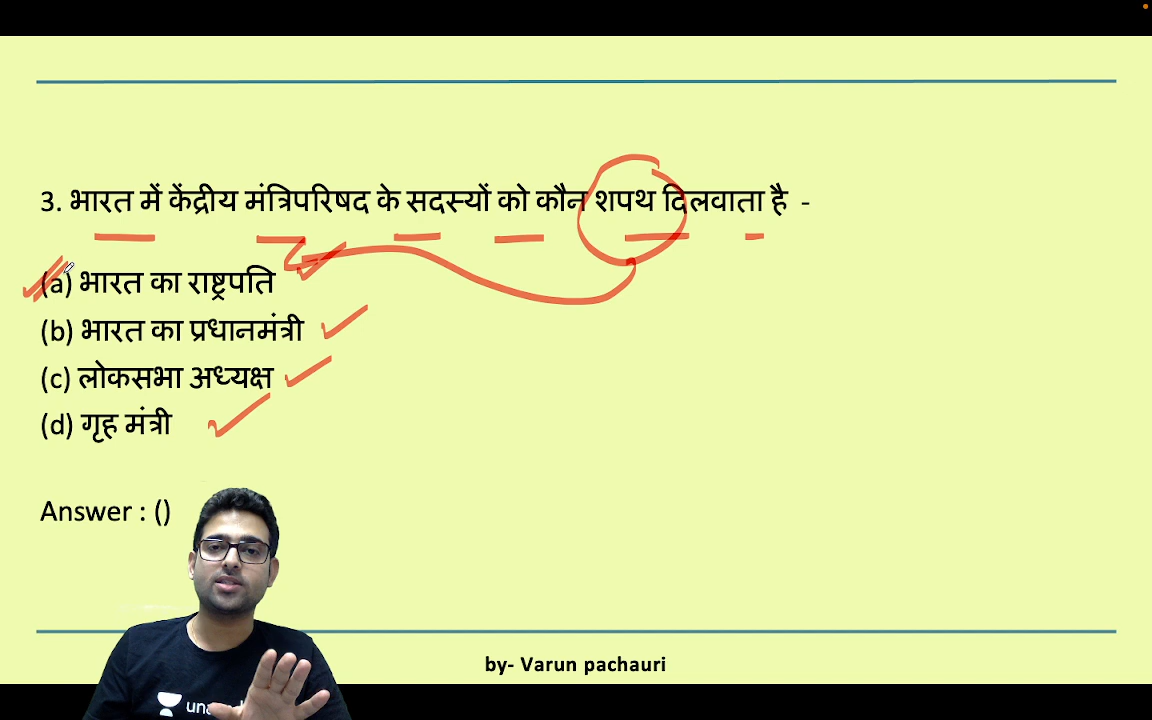 3. भारत में केंद्रीय मंत्रिपरिषद के सदस्यों को कौन शपथ दिलवाता है -
(a) भारत का राष्ट्रपति
(b) भारत का प्रधानमंत्री
(c) लोकसभा अध्यक्ष
(d) गृह मंत्री
Answer : ()
by- Varun pachauri